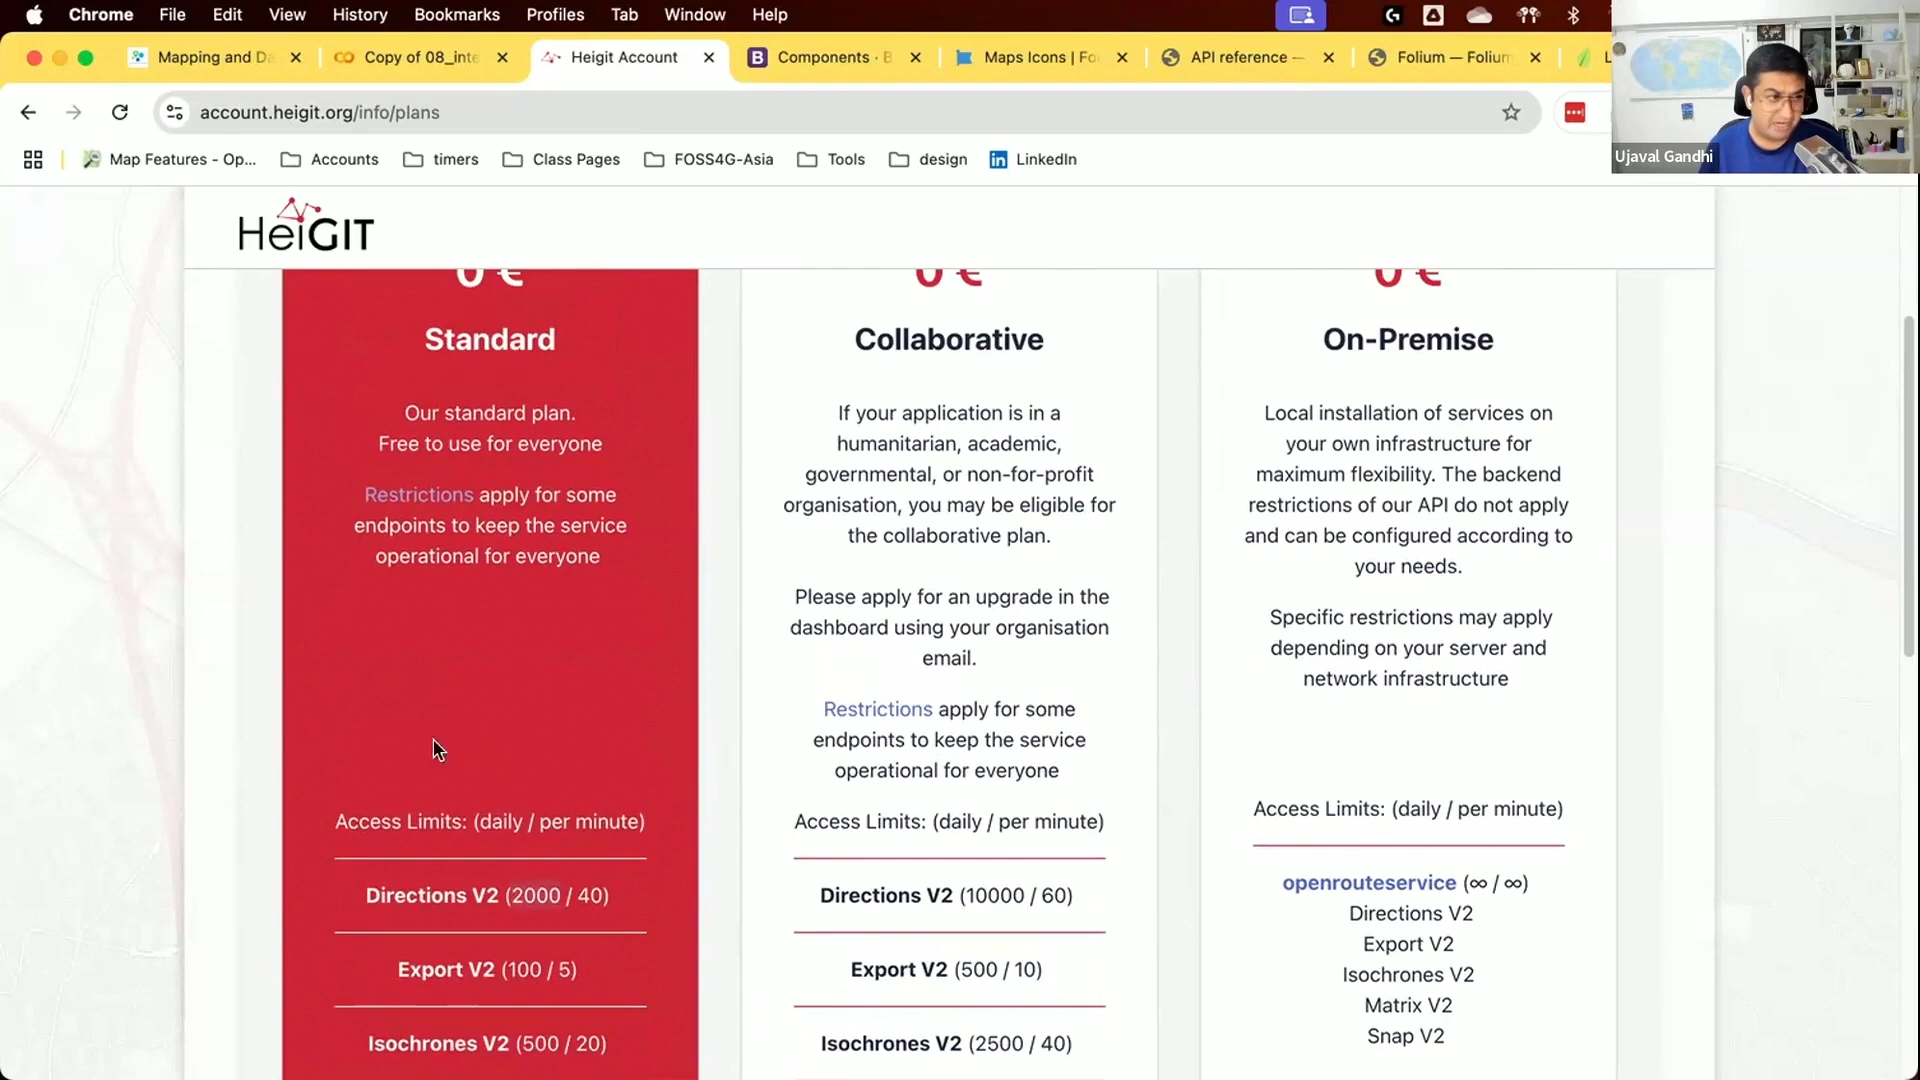 Chrome File Edit View History Bookmarks Profiles Tab Window Help
Mapping and Da
Copy of 08_inte
Heigit Account
Components · B
Maps Icons | Fo
API reference —
Folium — Folium
L
account.heigit.org/info/plans
Map Features - Op...
Accounts
timers
Class Pages
FOSS4G-Asia
Tools
design
LinkedIn
Ujaval Gandhi
HeiGIT
0 €
Standard
Our standard plan.
Free to use for everyone
Restrictions apply for some
endpoints to keep the service
operational for everyone
Access Limits: (daily / per minute)
Directions V2 (2000 / 40)
Export V2 (100 / 5)
Isochrones V2 (500 / 20)
0 €
Collaborative
If your application is in a
humanitarian, academic,
governmental, or non-for-profit
organisation, you may be eligible for
the collaborative plan.
Please apply for an upgrade in the
dashboard using your organisation
email.
Restrictions apply for some
endpoints to keep the service
operational for everyone
Access Limits: (daily / per minute)
Directions V2 (10000 / 60)
Export V2 (500 / 10)
Isochrones V2 (2500 / 40)
0 €
On-Premise
Local installation of services on
your own infrastructure for
maximum flexibility. The backend
restrictions of our API do not apply
and can be configured according to
your needs.
Specific restrictions may apply
depending on your server and
network infrastructure
Access Limits: (daily / per minute)
openrouteservice (∞ / ∞)
Directions V2
Export V2
Isochrones V2
Matrix V2
Snap V2